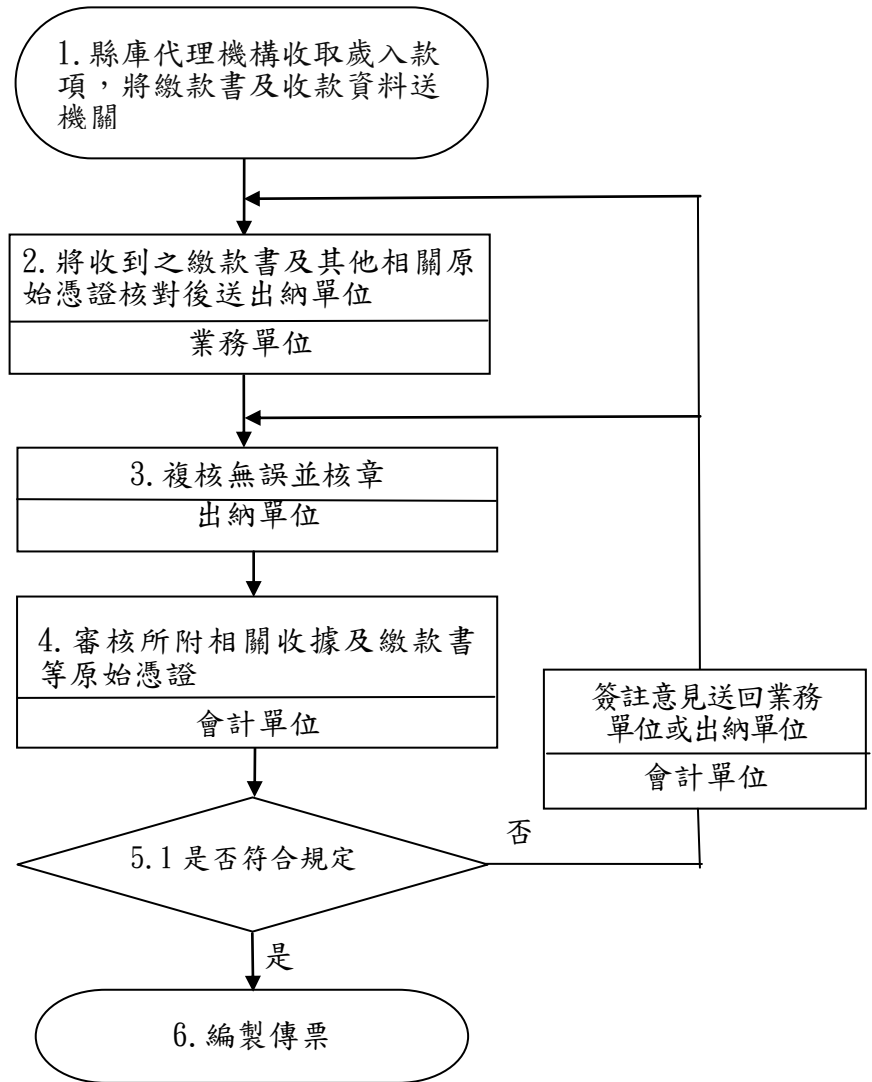 1.縣庫代理機構收取歲入款
項，將繳款書及收款資料送
機關
2.將收到之繳款書及其他相關原
始憑證核對後送出納單位
業務單位
3.複核無誤並核章
出納單位
4.審核所附相關收據及繳款書
等原始憑證
會計單位
簽註意見送回業務
單位或出納單位
會計單位
5.1是否符合規定
否
是
6.編製傳票